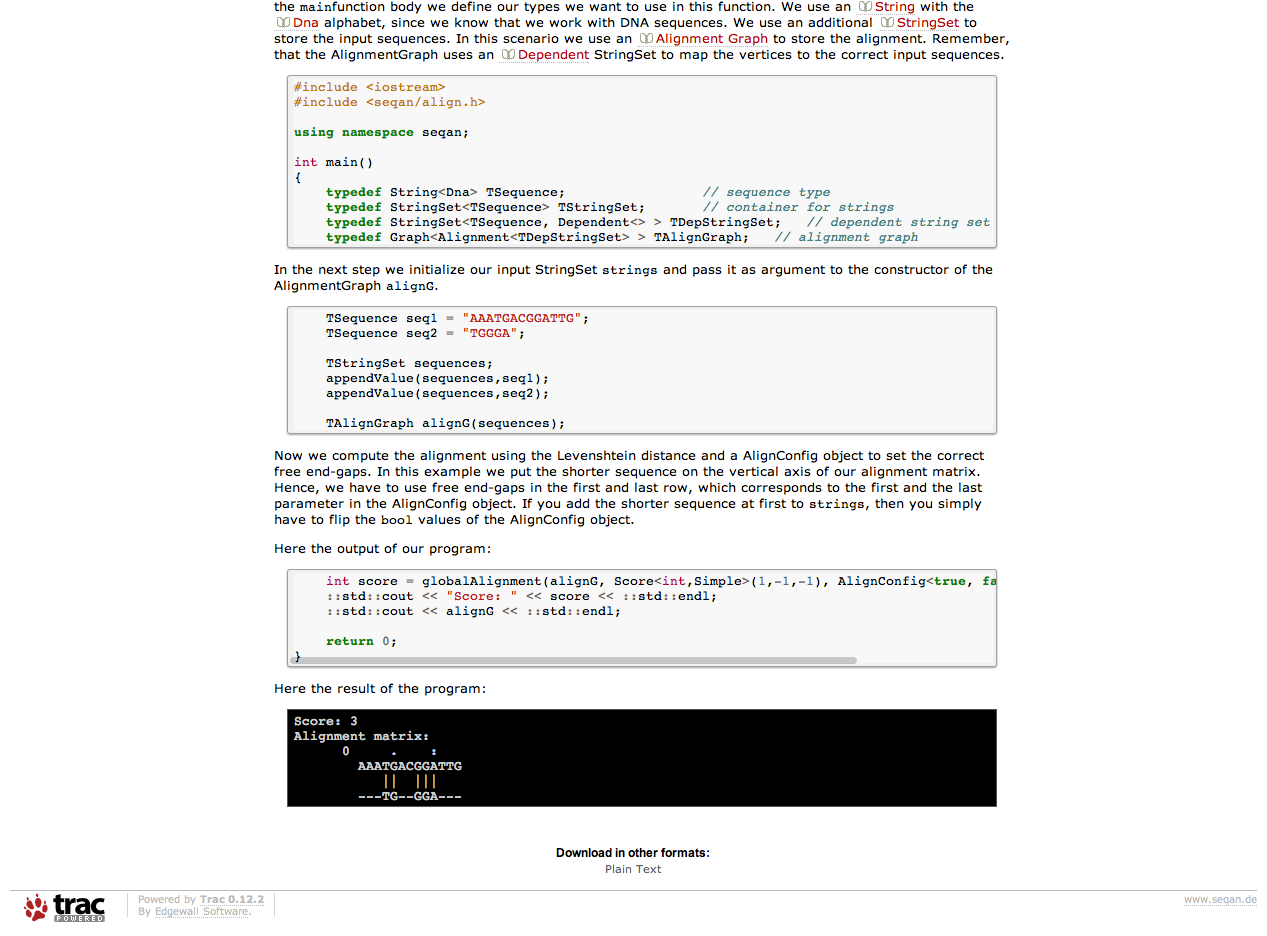 the mainfunction body we define our types we want to use in this function. We use an String with the
Dna alphabet, since we know that we work with DNA sequences. We use an additional StringSet to
store the input sequences. In this scenario we use an Alignment Graph to store the alignment. Remember,
that the AlignmentGraph uses an Dependent StringSet to map the vertices to the correct input sequences.
#include <iostream>
#include <seqan/align.h>
using namespace seqan;
int main()
{
typedef String<Dna> TSequence; // sequence type
typedef StringSet<TSequence> TStringSet; // container for strings
typedef StringSet<TSequence, Dependent<> > TDepStringSet; // dependent string set
typedef Graph<Alignment<TDepStringSet> > TAlignGraph; // alignment graph
In the next step we initialize our input StringSet strings and pass it as argument to the constructor of the
AlignmentGraph alignG.
TSequence seq1 = "AAATGACGGATTG";
TSequence seq2 = "TGGGA";
TStringSet sequences;
appendValue(sequences,seq1);
appendValue(sequences,seq2);
TAlignGraph alignG(sequences);
Now we compute the alignment using the Levenshtein distance and a AlignConfig object to set the correct
free end-gaps. In this example we put the shorter sequence on the vertical axis of our alignment matrix.
Hence, we have to use free end-gaps in the first and last row, which corresponds to the first and the last
parameter in the AlignConfig object. If you add the shorter sequence at first to strings, then you simply
have to flip the bool values of the AlignConfig object.
Here the output of our program:
int score = globalAlignment(alignG, Score<int,Simple>(1,-1,-1), AlignConfig<true, fa
::std::cout << "Score: " << score << ::std::endl;
::std::cout << alignG << ::std::endl;
return 0;
}
Here the result of the program:
Score: 3
Alignment matrix:
0     .    :
AAATGACGGATTG
||  |||
---TG--GGA---
Download in other formats:
Plain Text
trac
POWERED
Powered by Trac 0.12.2
By Edgewall Software.
www.seqan.de